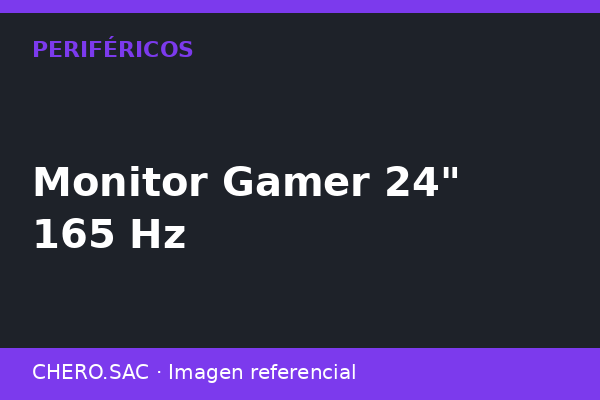 PERIFÉRICOS
Monitor Gamer 24"
165 Hz
CHERO.SAC · Imagen referencial